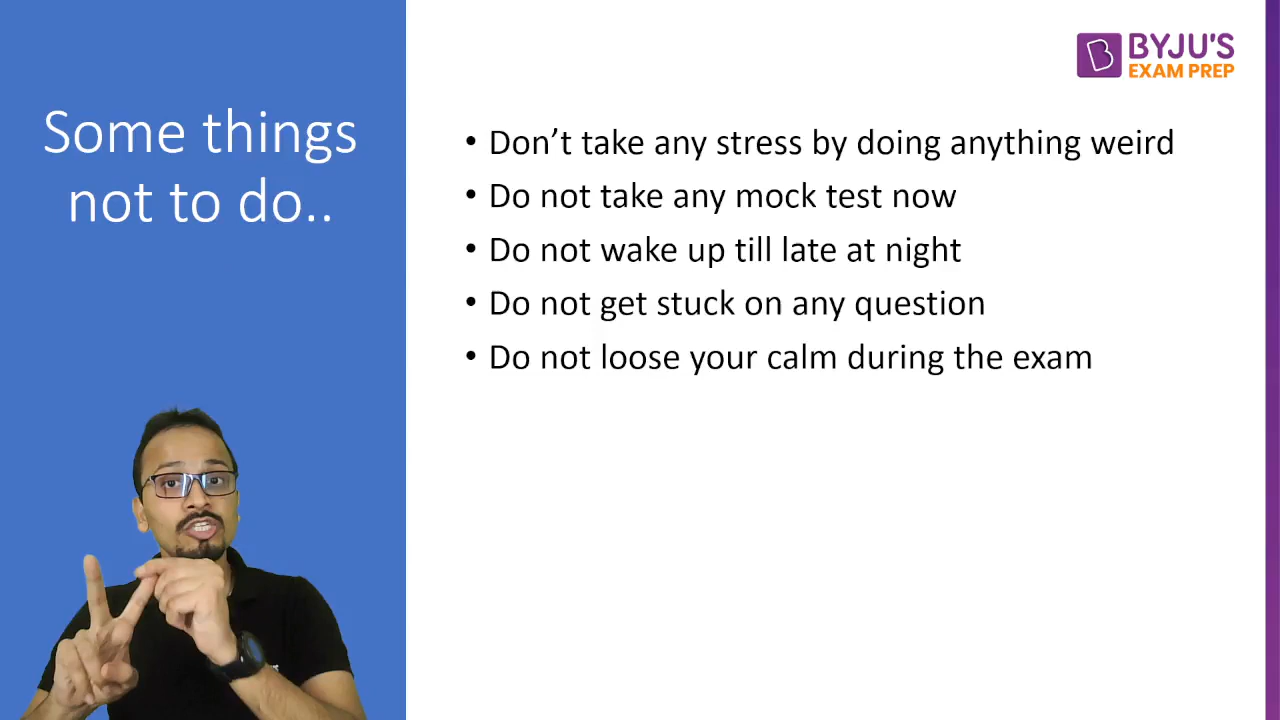 BYJU'S
EXAM PREP
Some things
not to do..
• Don’t take any stress by doing anything weird
• Do not take any mock test now
• Do not wake up till late at night
• Do not get stuck on any question
• Do not loose your calm during the exam